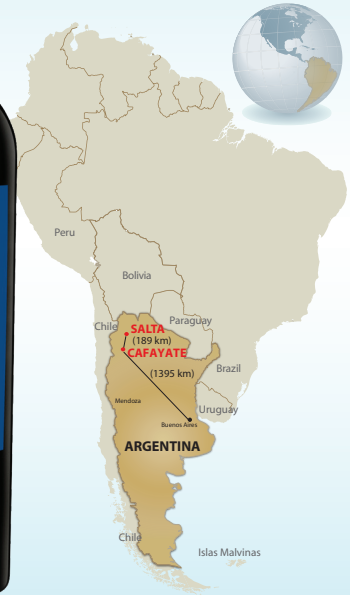 Peru
Bolivia
Chile
Paraguay
SALTA
(189 km)
CAFAYATE
(1395 km)
Brazil
Mendoza
Uruguay
Buenos Aires
ARGENTINA
Chile
Islas Malvinas